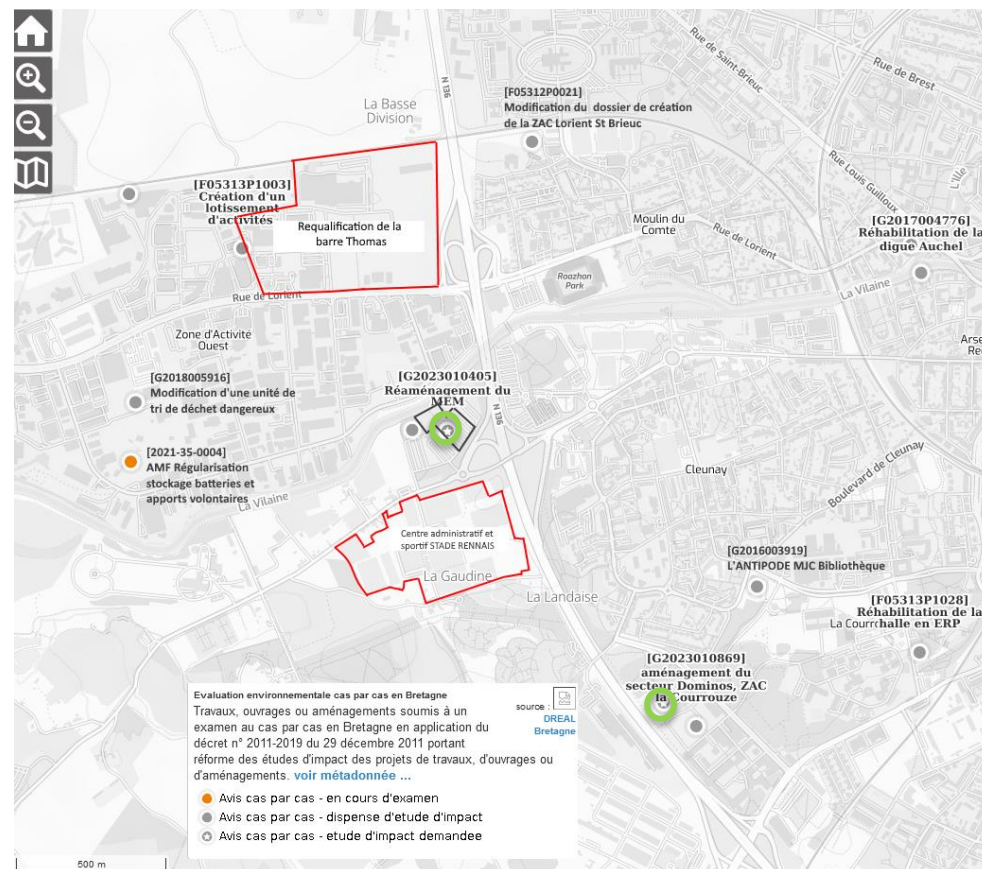 Rue de Saint-Brieuc
Rue de Brest
N 136
La Basse
Division
[F05312P0021]
Modification du dossier de création
de la ZAC Lorient St Brieuc
Rue Louis Guilloux
L'Ille
[F05313P1003]
Création d'un
lotissement
d'activités
Requalification de la
barre Thomas
Moulin du
Comte
Rue de Lorient
[G2017004776]
Réhabilitation de la
digue Auchel
Roazhon
Park
La Vilaine
Rue de Lorient
Zone d'Activité
Ouest
Arse
Re
[G2018005916]
Modification d'une unité de
tri de déchet dangereux
[G2023010405]
Réaménagement du
MEM
N 136
[2021-35-0004]
AMF Régularisation
stockage batteries et
apports volontaires
La Vilaine
Cleunay
Boulevard de Cleunay
Centre administratif et
sportif STADE RENNAIS
La Gaudine
La Landaise
[G2016003919]
L'ANTIPODE MJC Bibliothèque
[F05313P1028]
Réhabilitation de la
La Courr
halle en ERP
[G2023010869]
aménagement du
secteur Dominos, ZAC
la Courrouze
Evaluation environnementale cas par cas en Bretagne
source :
DREAL
Bretagne
Travaux, ouvrages ou aménagements soumis à un
examen au cas par cas en Bretagne en application du
décret n° 2011-2019 du 29 décembre 2011 portant
réforme des études d'impact des projets de travaux, d'ouvrages ou
d'aménagements. voir métadonnée ...
Avis cas par cas - en cours d'examen
Avis cas par cas - dispense d'etude d'impact
Avis cas par cas - etude d'impact demandee
500 m